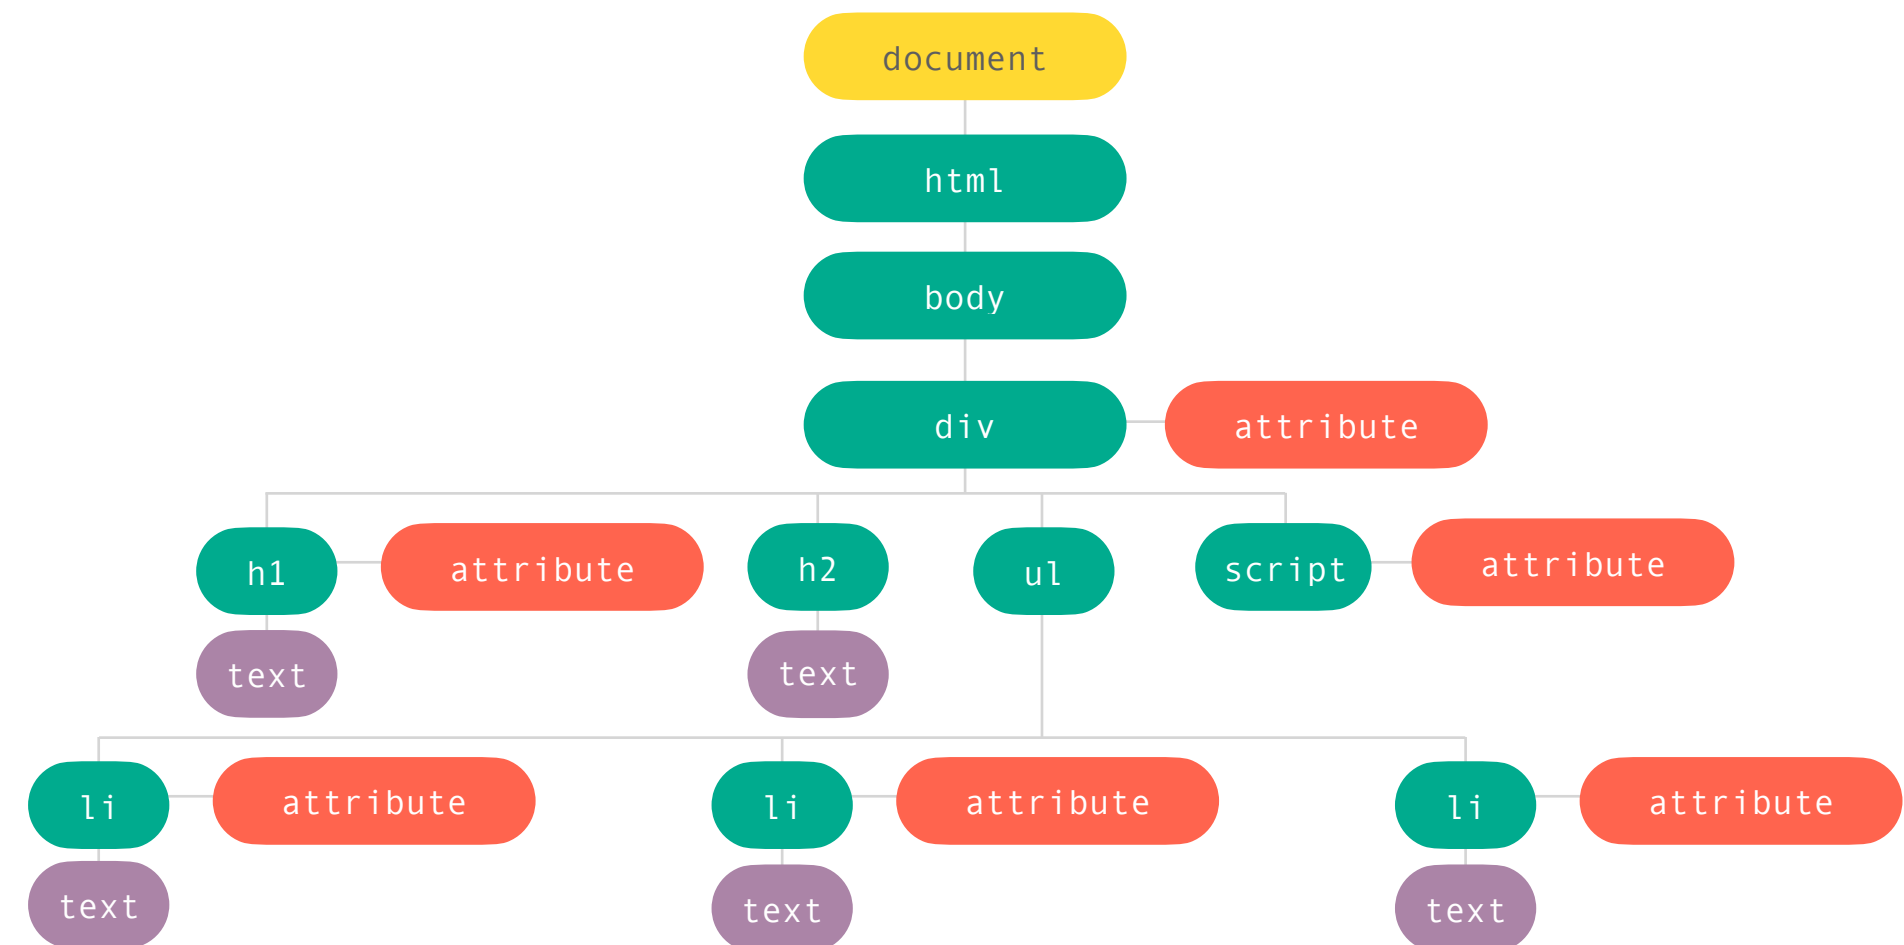 document
html
body
div attribute
h1 attribute h2 ul script attribute
text text
li attribute li attribute li attribute
text text text